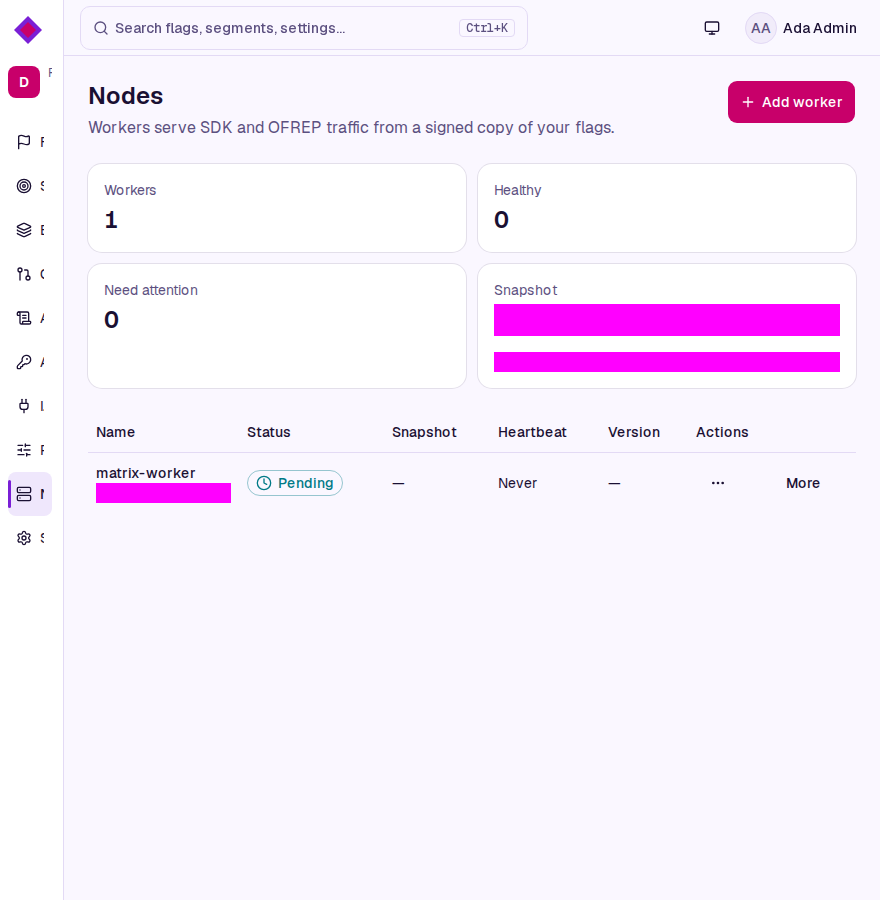 Search flags, segments, settings...
Ctrl+K
AA
Ada Admin
D
Nodes
Add worker
Workers serve SDK and OFREP traffic from a signed copy of your flags.
Workers
1
Healthy
0
Need attention
0
Snapshot
Name
Status
Snapshot
Heartbeat
Version
Actions
matrix-worker
Pending
—
Never
—
More